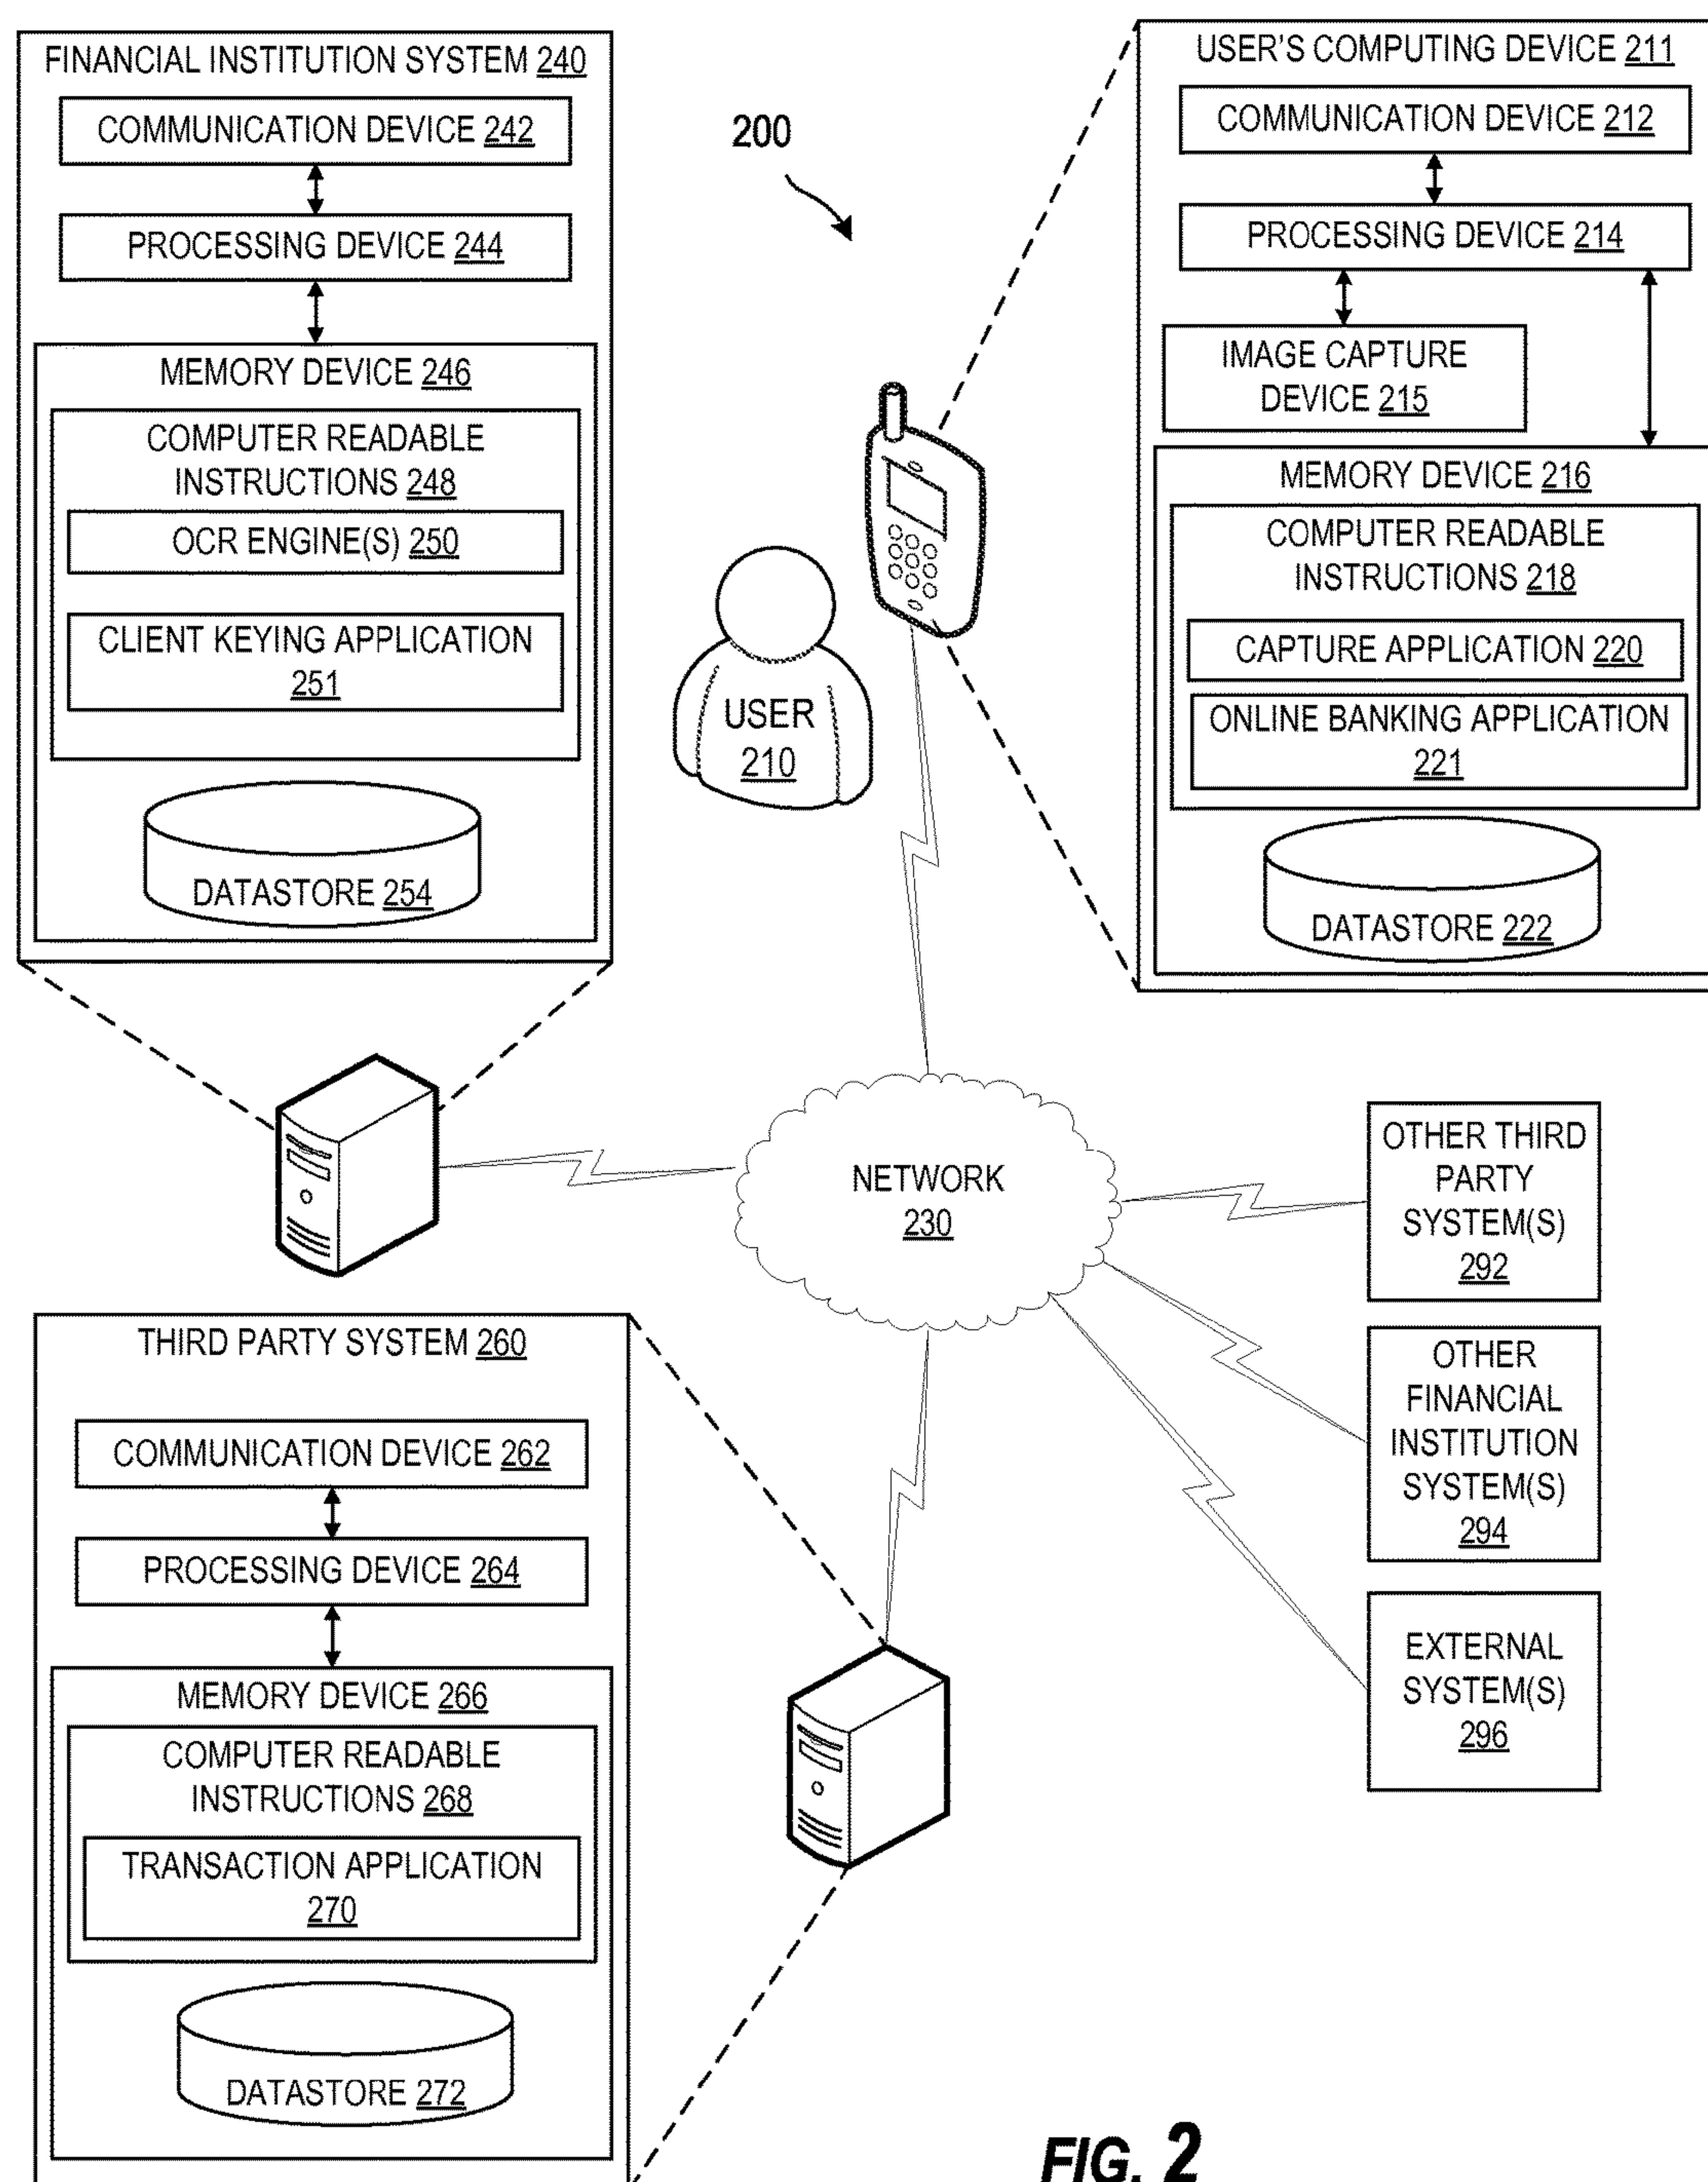 FINANCIAL INSTITUTION SYSTEM 240
COMMUNICATION DEVICE 242
PROCESSING DEVICE 244
MEMORY DEVICE 246
COMPUTER READABLE
INSTRUCTIONS 248
OCR ENGINE(S) 250
CLIENT KEYING APPLICATION
251
DATASTORE 254
200
USER
210
USER'S COMPUTING DEVICE 211
COMMUNICATION DEVICE 212
PROCESSING DEVICE 214
IMAGE CAPTURE
DEVICE 215
MEMORY DEVICE 216
COMPUTER READABLE
INSTRUCTIONS 218
CAPTURE APPLICATION 220
ONLINE BANKING APPLICATION
221
DATASTORE 222
NETWORK
230
OTHER THIRD
PARTY
SYSTEM(S)
292
OTHER
FINANCIAL
INSTITUTION
SYSTEM(S)
294
EXTERNAL
SYSTEM(S)
296
THIRD PARTY SYSTEM 260
COMMUNICATION DEVICE 262
PROCESSING DEVICE 264
MEMORY DEVICE 266
COMPUTER READABLE
INSTRUCTIONS 268
TRANSACTION APPLICATION
270
DATASTORE 272
FIG. 2